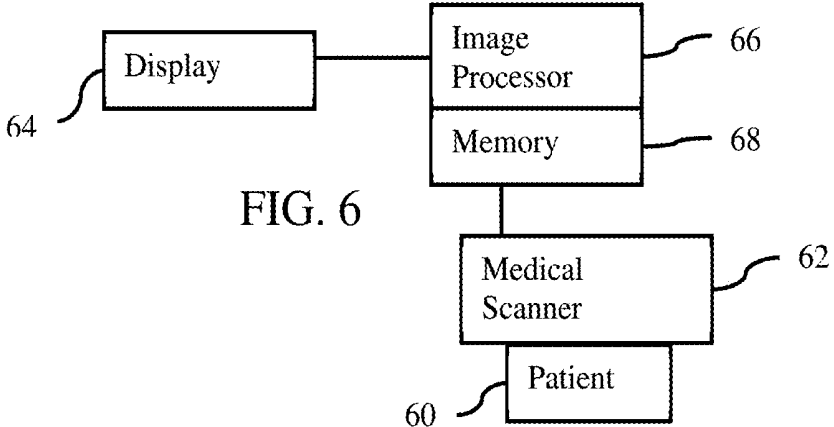 Image
Processor
66
Display
64
Memory
68
FIG. 6
Medical
Scanner
62
Patient
60